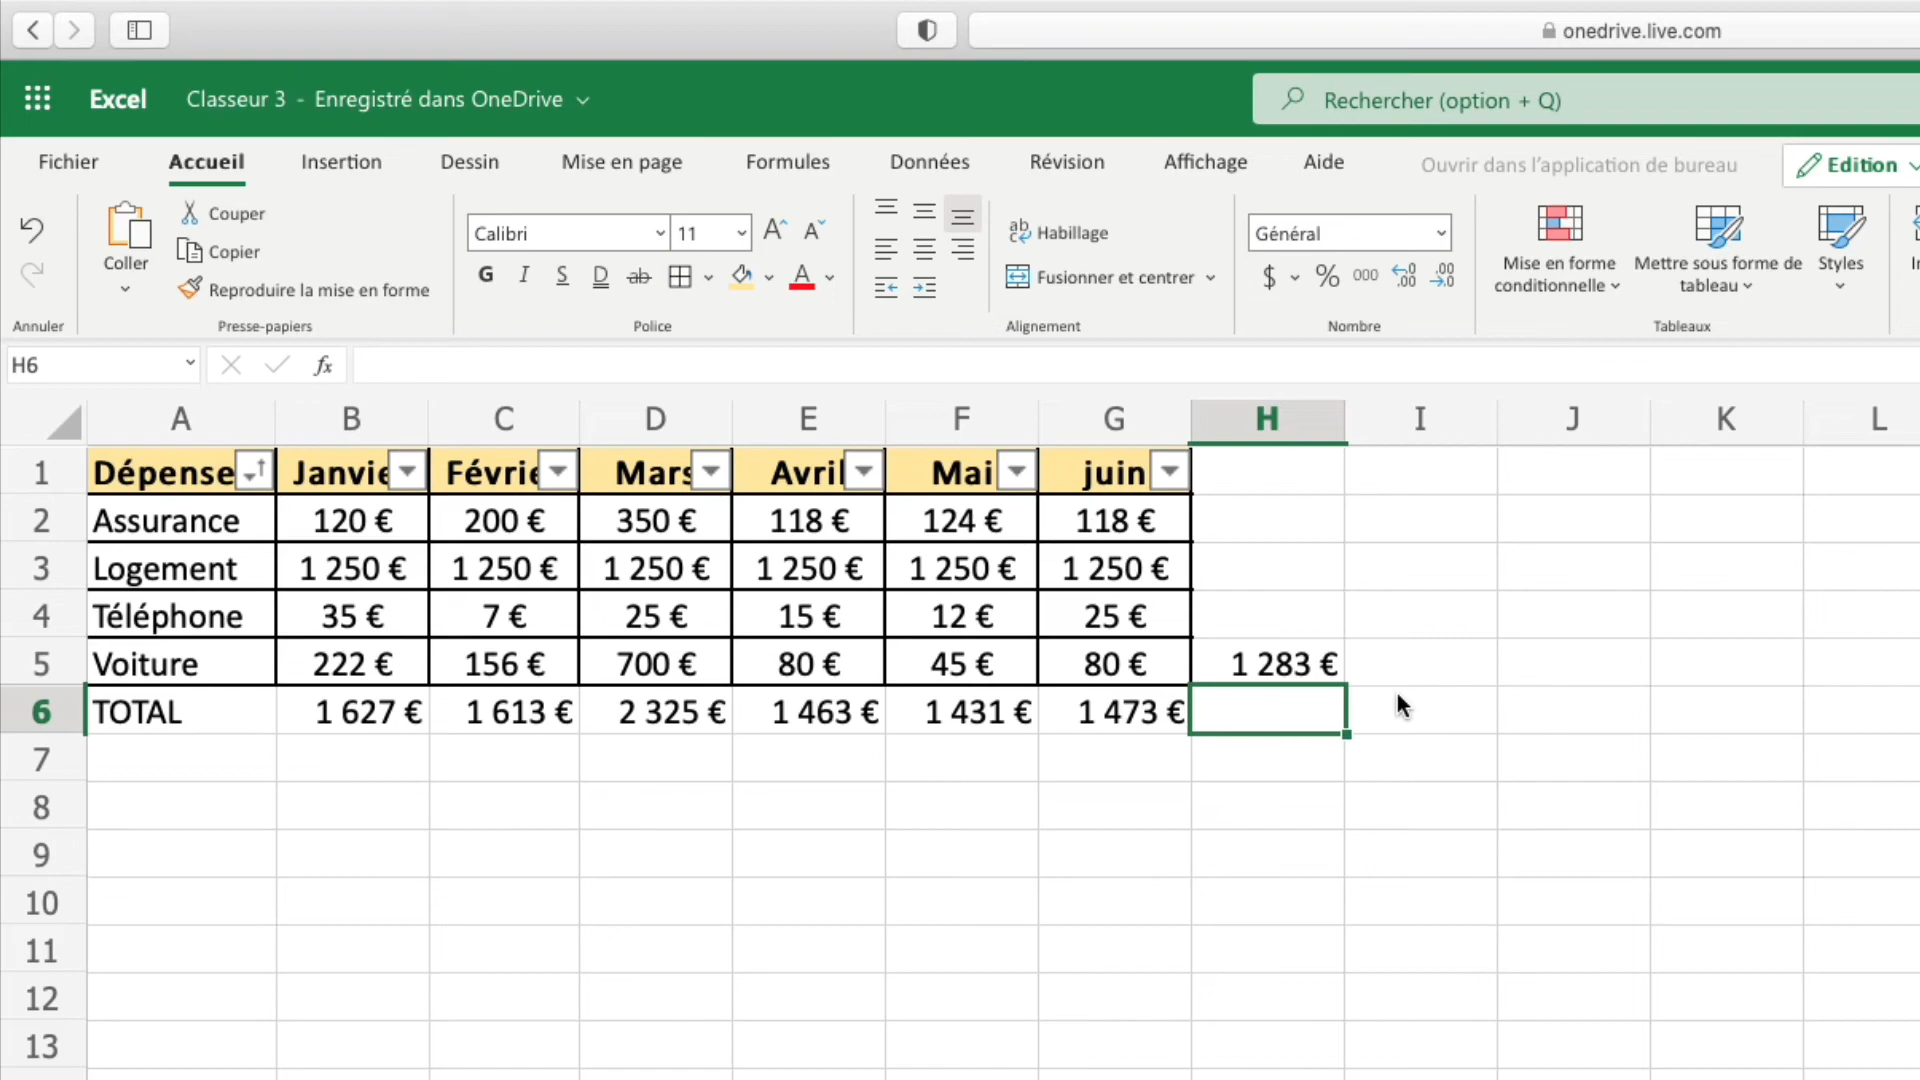 onedrive.live.com
Excel Classeur 3 - Enregistré dans OneDrive
Rechercher (option + Q)
Fichier Accueil Insertion Dessin Mise en page Formules Données Révision Affichage Aide Ouvrir dans l'application de bureau Edition
Coller
Couper
Copier
Reproduire la mise en forme
Calibri 11 A A
G I S D ab A
ab
c Habillage
Fusionner et centrer
Général
$ % 000 .00 .00
Mise en forme
conditionnelle
Mettre sous forme de
tableau
Styles
Annuler Presse-papiers Police Alignement Nombre Tableaux
H6 fx
A B C D E F G H I J K L
1 Dépense Janvie Févrie Mars Avril Mai juin
2 Assurance 120 € 200 € 350 € 118 € 124 € 118 €
3 Logement 1 250 € 1 250 € 1 250 € 1 250 € 1 250 € 1 250 €
4 Téléphone 35 € 7 € 25 € 15 € 12 € 25 €
5 Voiture 222 € 156 € 700 € 80 € 45 € 80 € 1 283 €
6 TOTAL 1 627 € 1 613 € 2 325 € 1 463 € 1 431 € 1 473 €
7
8
9
10
11
12
13